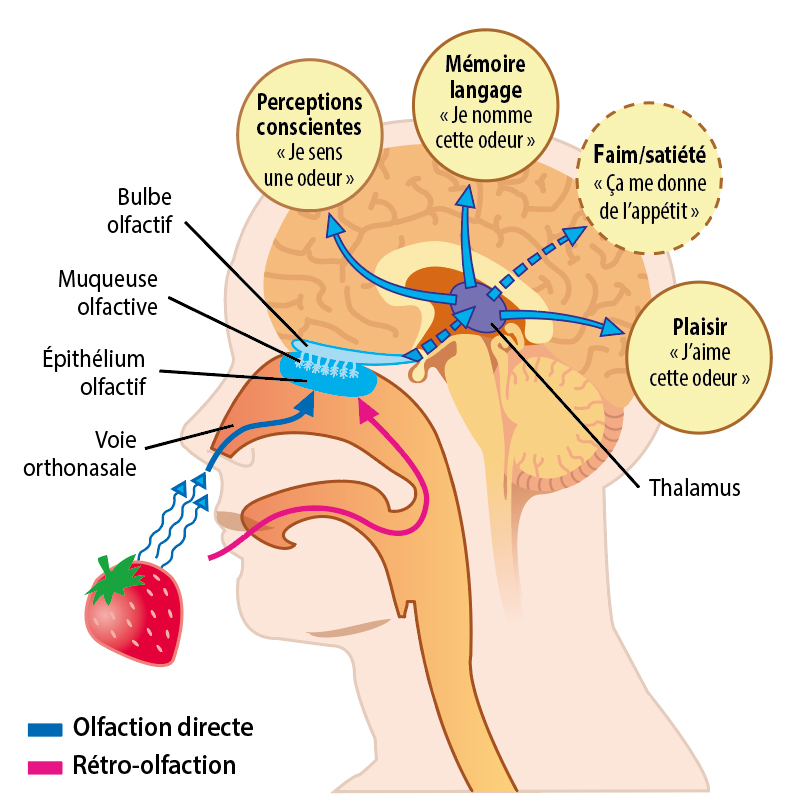 Perceptions
conscientes
« Je sens
une odeur »
Mémoire
langage
« Je nomme
cette odeur »
Faim/satiété
« Ça me donne
de l'appétit »
Plaisir
« J'aime
cette odeur »
Bulbe
olfactif
Muqueuse
olfactive
Épithélium
olfactif
Voie
orthonasale
Thalamus
Olfaction directe
Rétro-olfaction